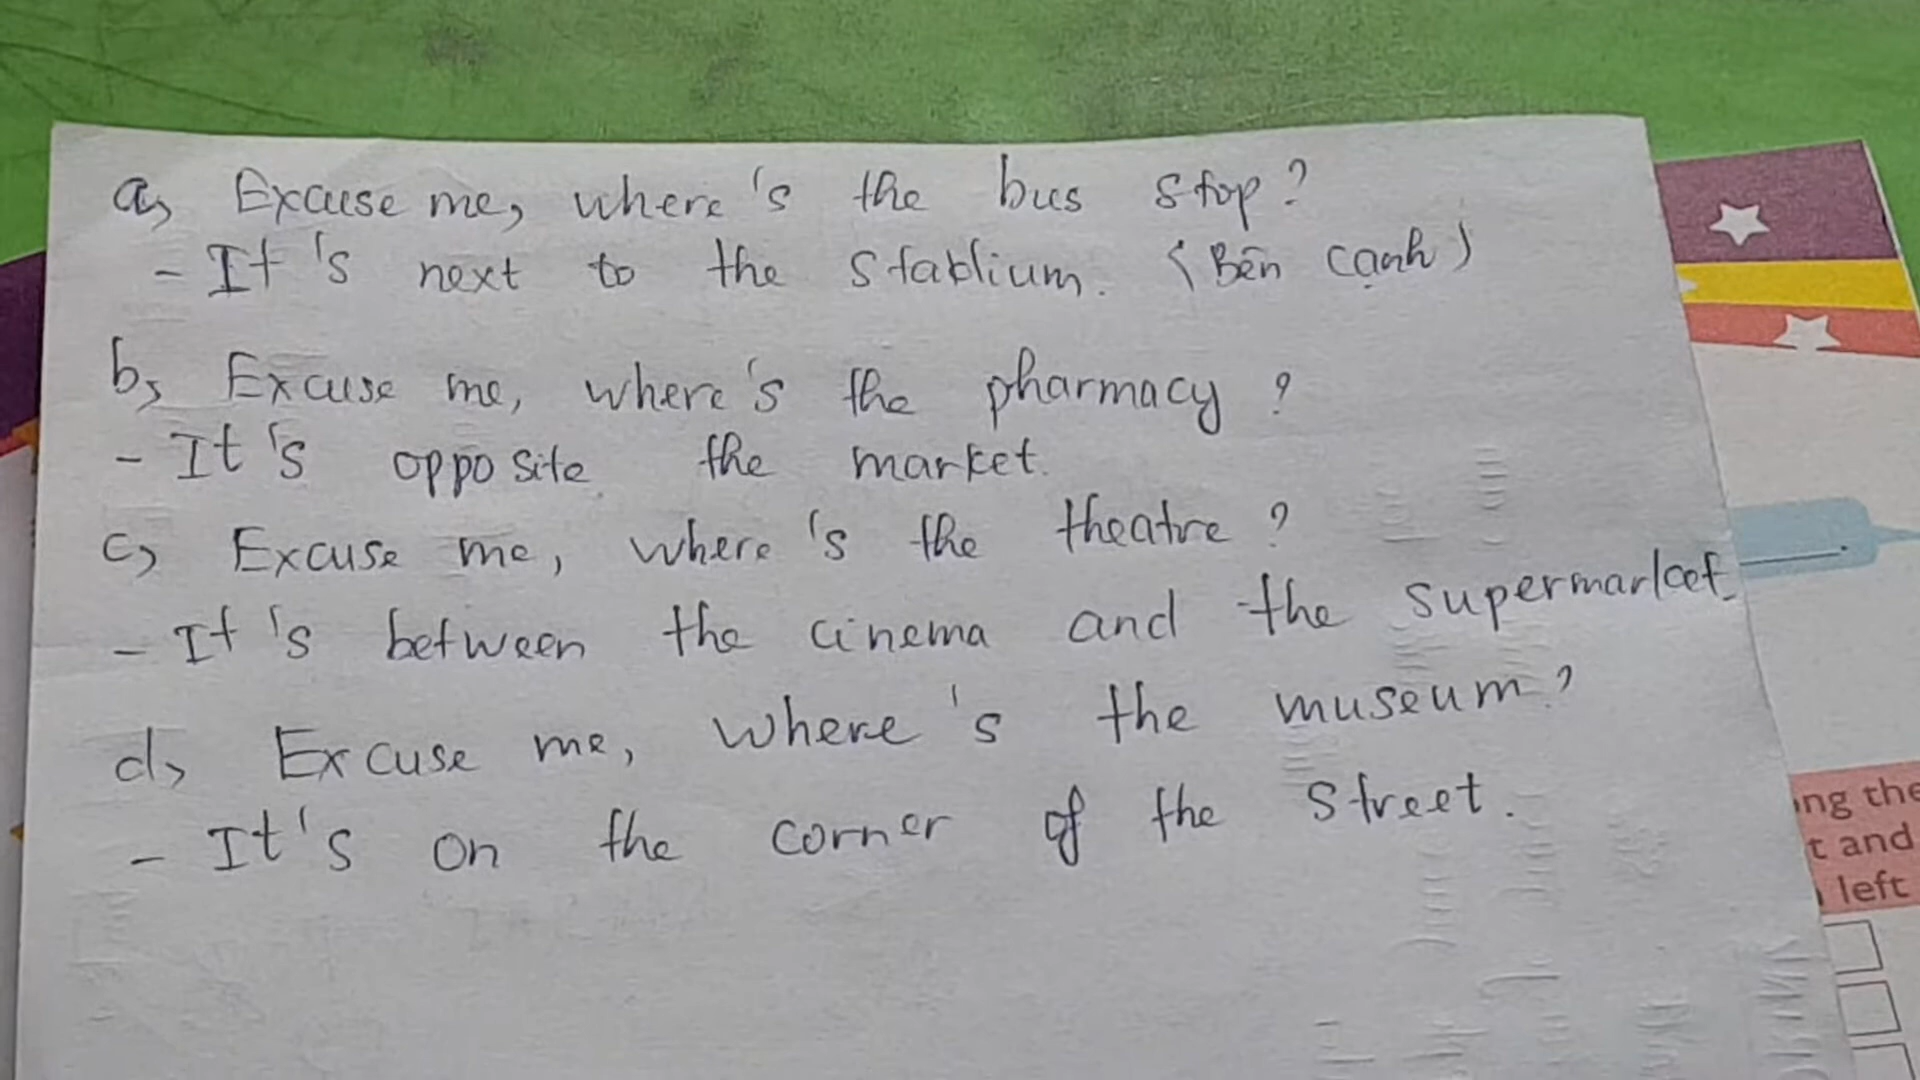 a, Excuse me, where's the bus stop?
- It's next to the stablium. (Bên cạnh)
b, Excuse me, where's the pharmacy?
- It's opposite the market.
c, Excuse me, where's the theatre?
- It's between the cinema and the supermarket.
d, Excuse me, where's the museum?
- It's on the corner of the street.
ng the
t and
left